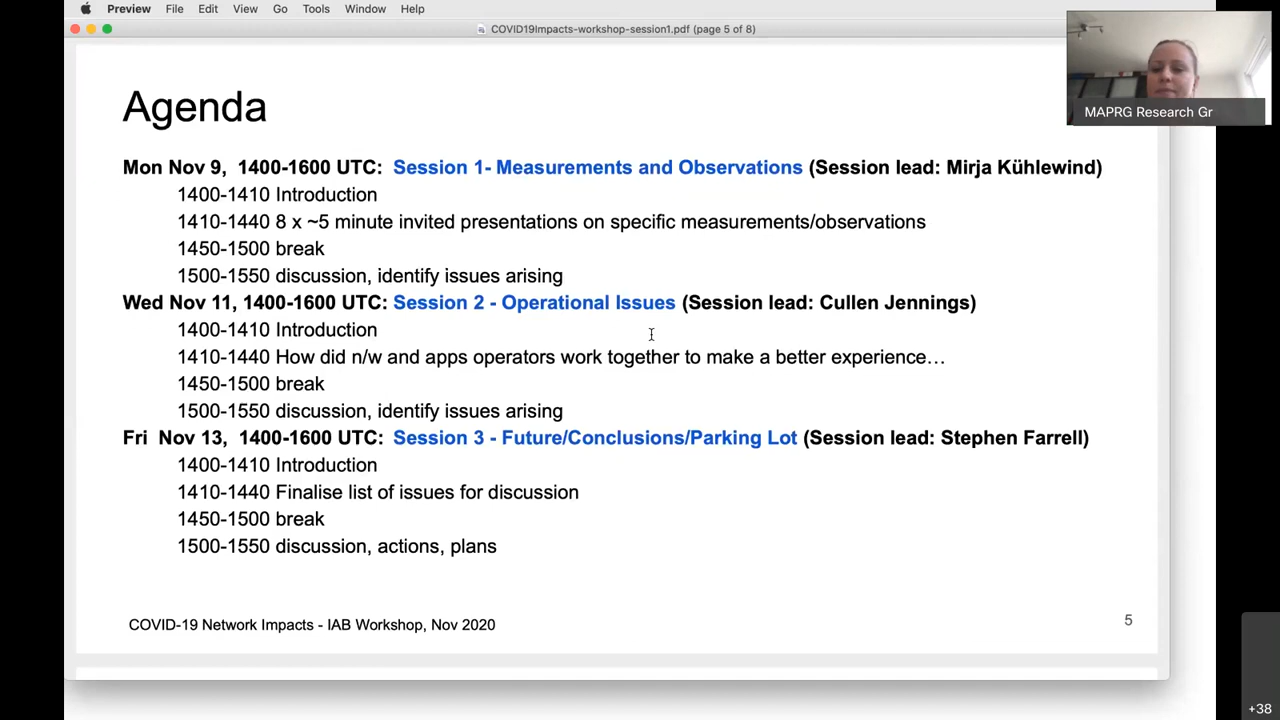 Preview File Edit View Go Tools Window Help
COVID19Impacts-workshop-session1.pdf (page 5 of 8)
MAPRG Research Gr
Agenda
Mon Nov 9, 1400-1600 UTC: Session 1- Measurements and Observations (Session lead: Mirja Kühlewind)
1400-1410 Introduction
1410-1440 8 x ~5 minute invited presentations on specific measurements/observations
1450-1500 break
1500-1550 discussion, identify issues arising
Wed Nov 11, 1400-1600 UTC: Session 2 - Operational Issues (Session lead: Cullen Jennings)
1400-1410 Introduction
1410-1440 How did n/w and apps operators work together to make a better experience…
1450-1500 break
1500-1550 discussion, identify issues arising
Fri Nov 13, 1400-1600 UTC: Session 3 - Future/Conclusions/Parking Lot (Session lead: Stephen Farrell)
1400-1410 Introduction
1410-1440 Finalise list of issues for discussion
1450-1500 break
1500-1550 discussion, actions, plans
COVID-19 Network Impacts - IAB Workshop, Nov 2020
5
+38